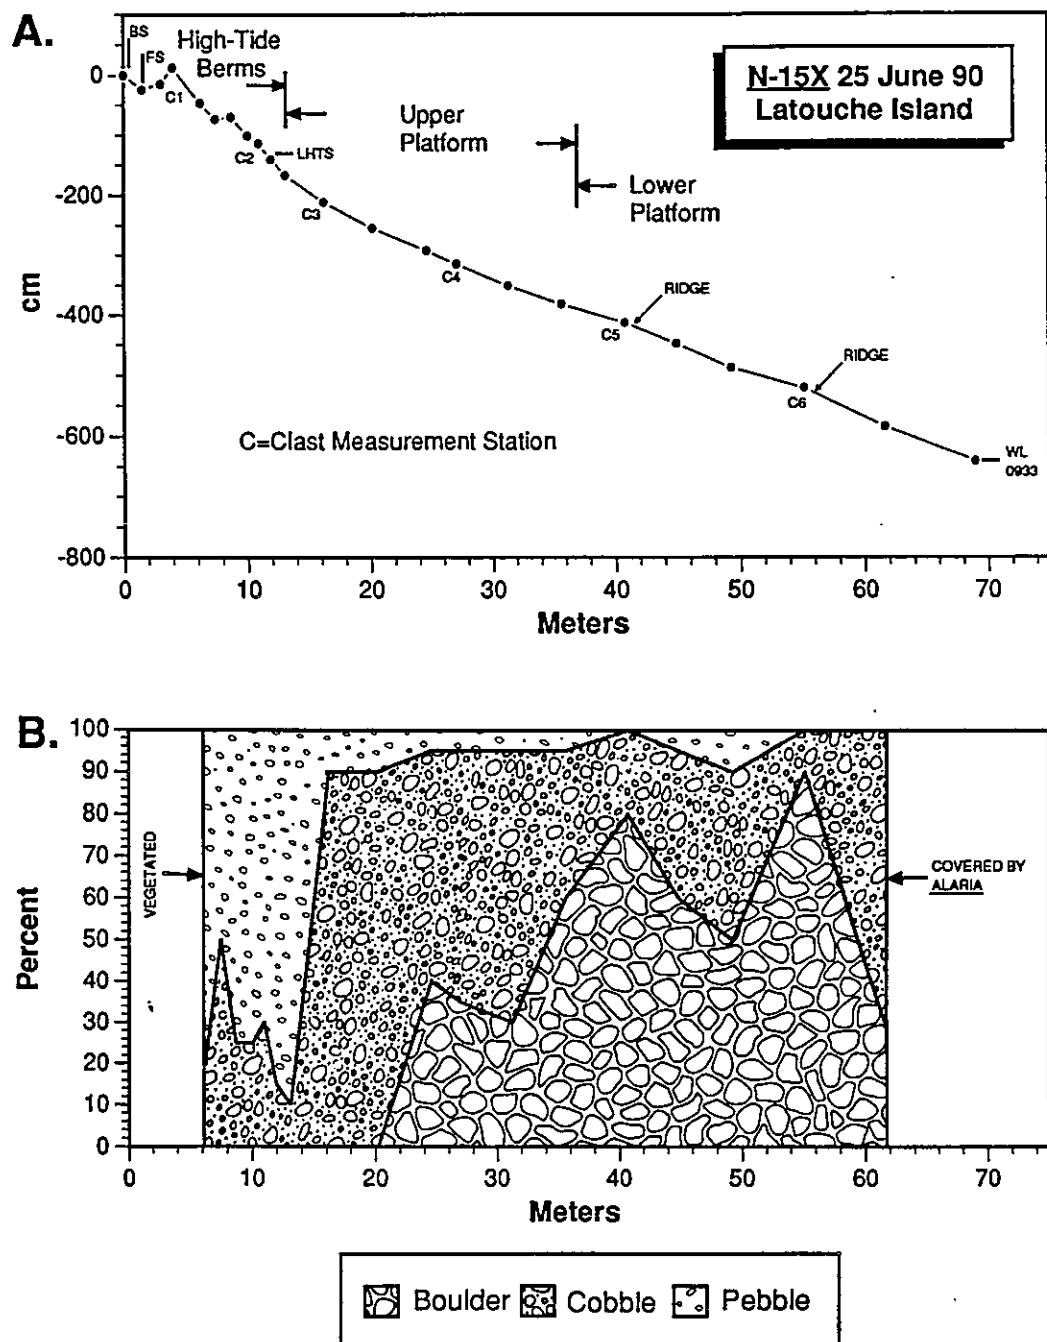 A.
BS
FS
High-Tide
Berms
N-15X 25 June 90
Latouche Island
Upper
Platform
Lower
Platform
C1
C2
LHTS
C3
C4
C5
RIDGE
C6
RIDGE
WL
0933
C=Clast Measurement Station
cm
0
-200
-400
-600
-800
0 10 20 30 40 50 60 70
Meters
B.
100
90
80
70
60
50
40
30
20
10
0
Percent
VEGETATED
COVERED BY
ALARIA
0 10 20 30 40 50 60 70
Meters
Boulder Cobble Pebble